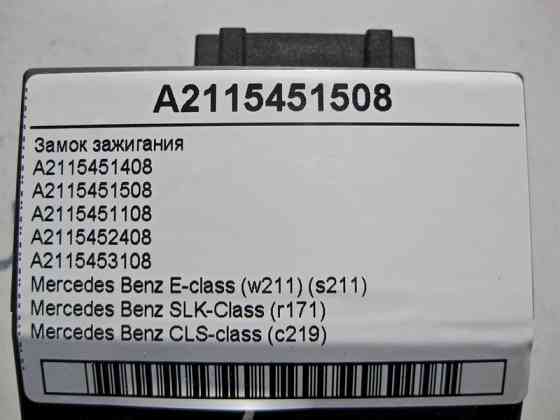 A2115451508
Замок зажигания
A2115451408
A2115451508
A2115451108
A2115452408
A2115453108
Mercedes Benz E-class (w211) (s211)
Mercedes Benz SLK-Class (r171)
Mercedes Benz CLS-class (c219)